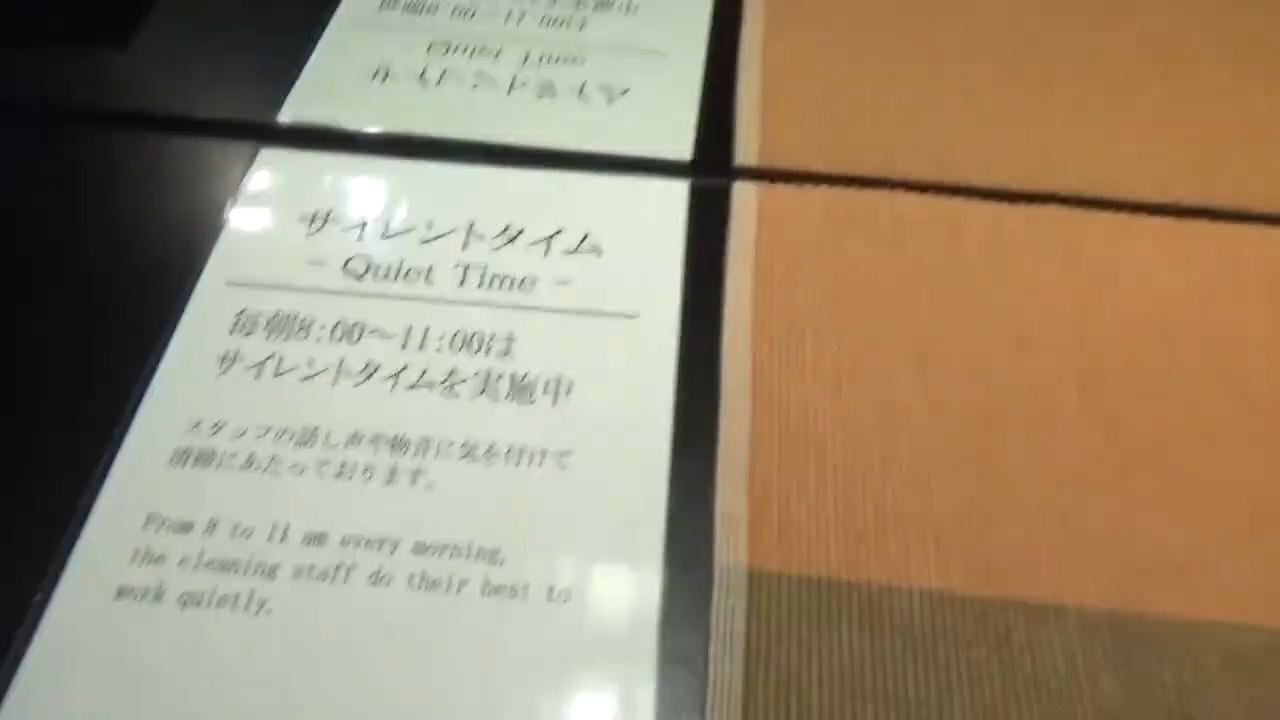 サイレントタイム
- Quiet Time -
毎朝8:00～11:00は
サイレントタイムを実施中
スタッフの話し声や物音に気を付けて
清掃にあたっております。
From 8 to 11 am every morning,
the cleaning staff do their best to
work quietly.